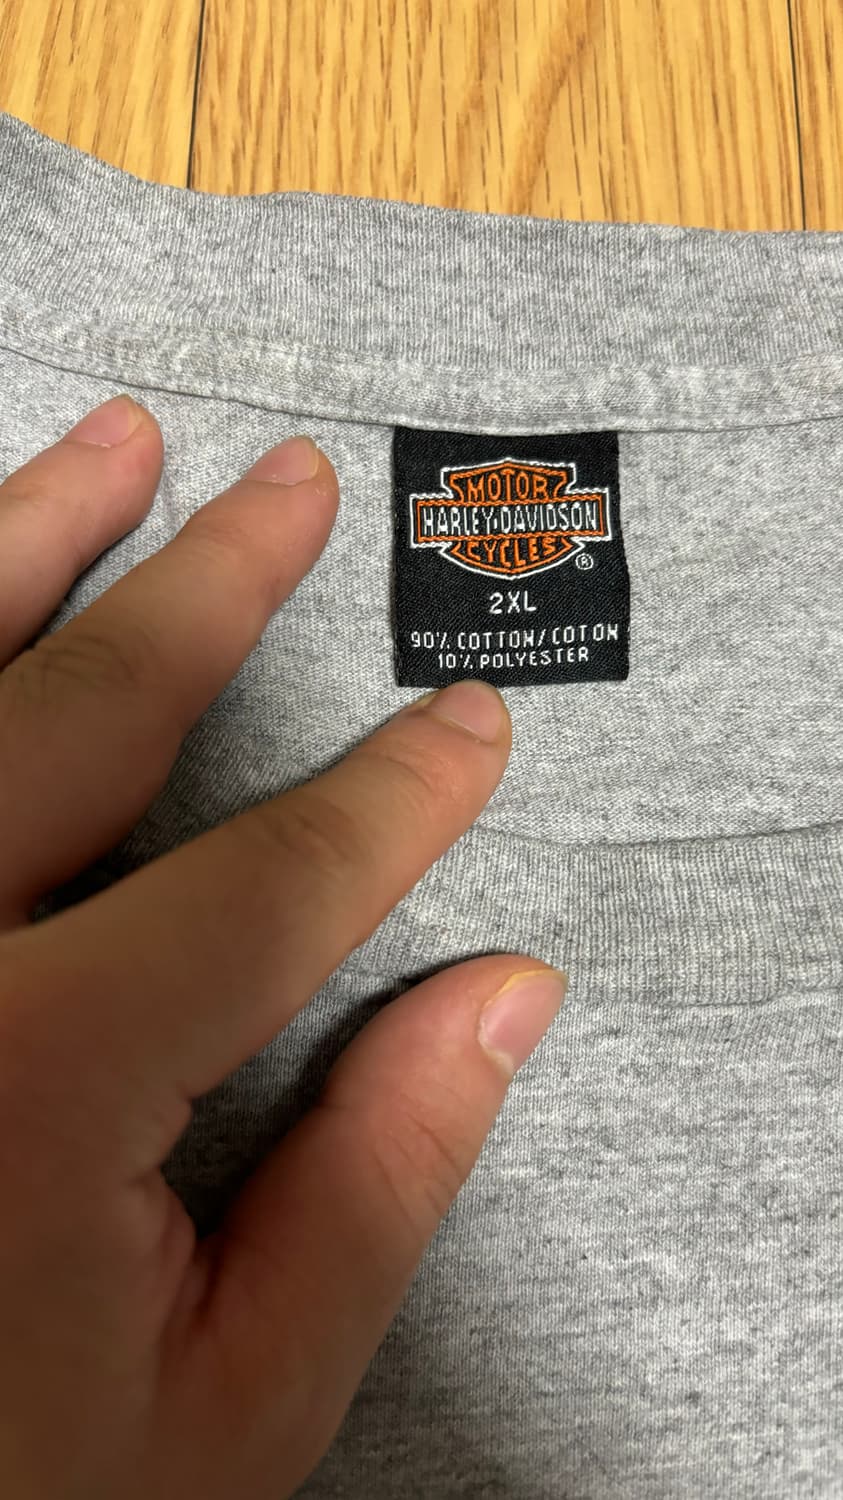 MOTOR
HARLEY-DAVIDSON
CYCLES
®
2XL
90% COTTON/COTON
10% POLYESTER